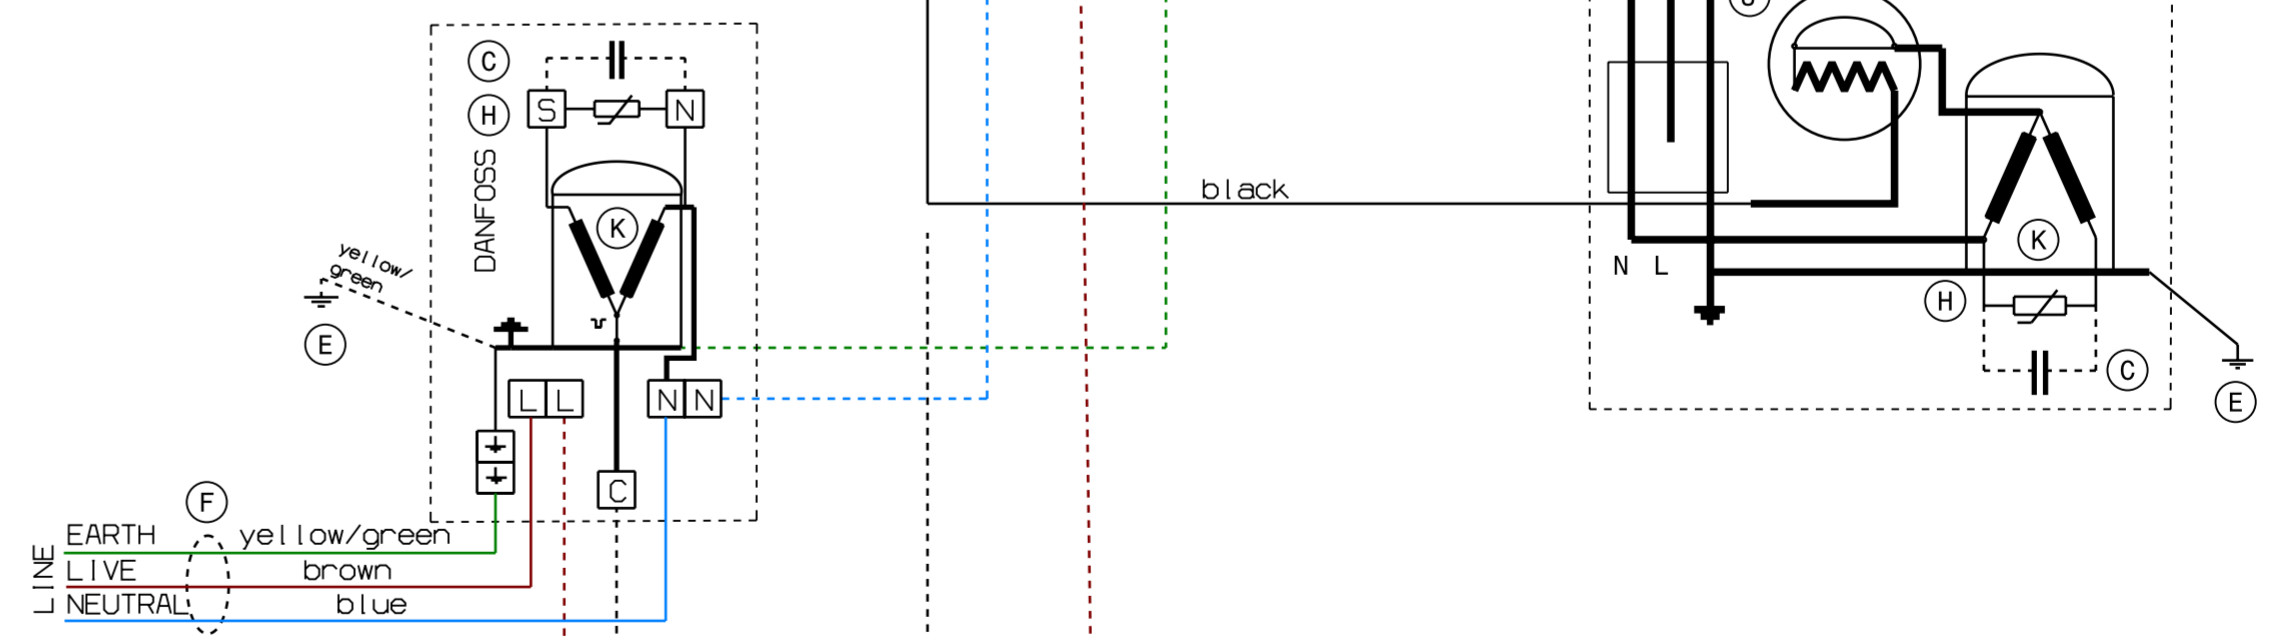 C
H
S
N
DANFOSS
K
yellow/
green
E
L L
N N
C
F
LINE
EARTH yellow/green
LIVE brown
NEUTRAL blue
black
N L
K
H
C
E